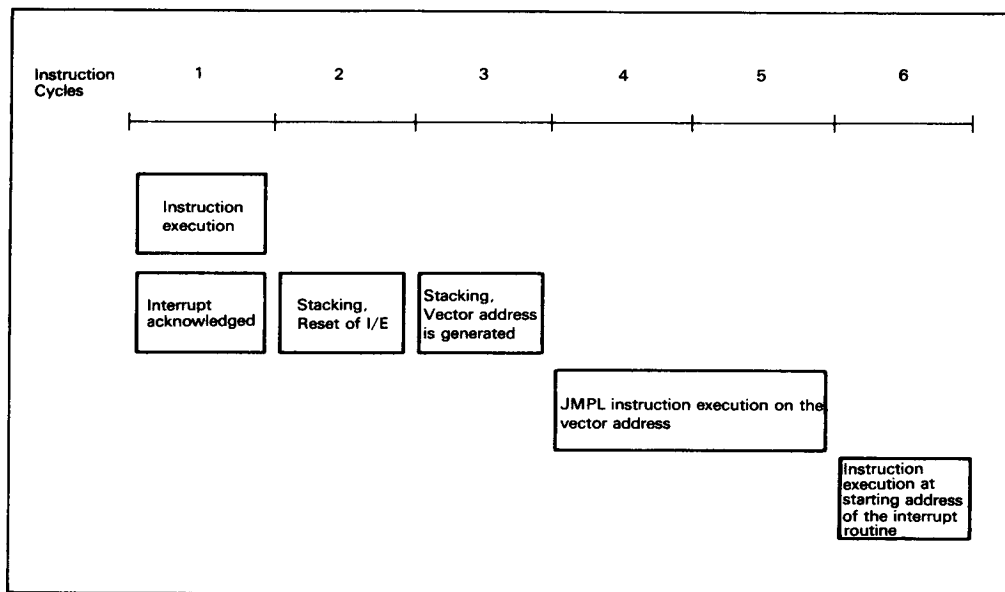 Instruction
Cycles
1 2 3 4 5 6
Instruction
execution
Interrupt
acknowledged
Stacking,
Reset of I/E
Stacking,
Vector address
is generated
JMPL instruction execution on the
vector address
Instruction
execution at
starting address
of the interrupt
routine